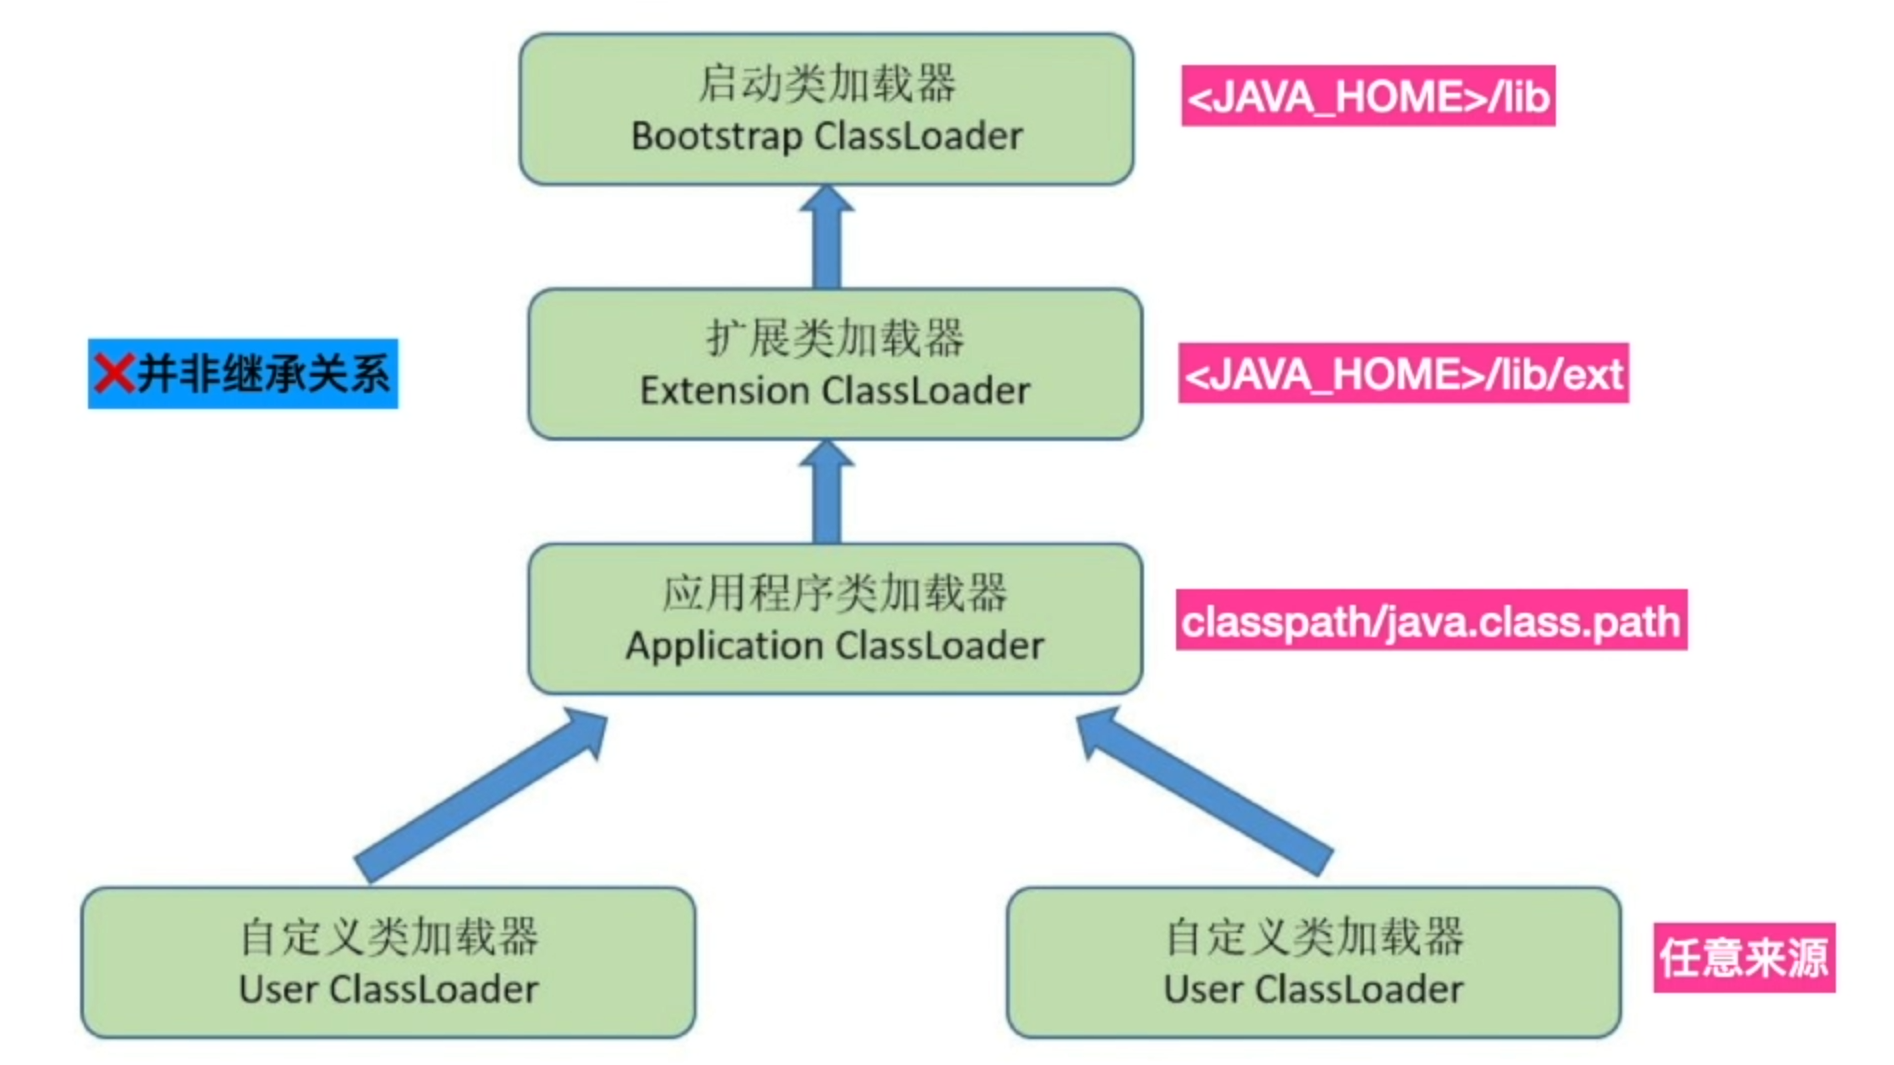 启动类加载器
Bootstrap ClassLoader
<JAVA_HOME>/lib
扩展类加载器
Extension ClassLoader
<JAVA_HOME>/lib/ext
❌并非继承关系
应用程序类加载器
Application ClassLoader
classpath/java.class.path
自定义类加载器
User ClassLoader
自定义类加载器
User ClassLoader
任意来源